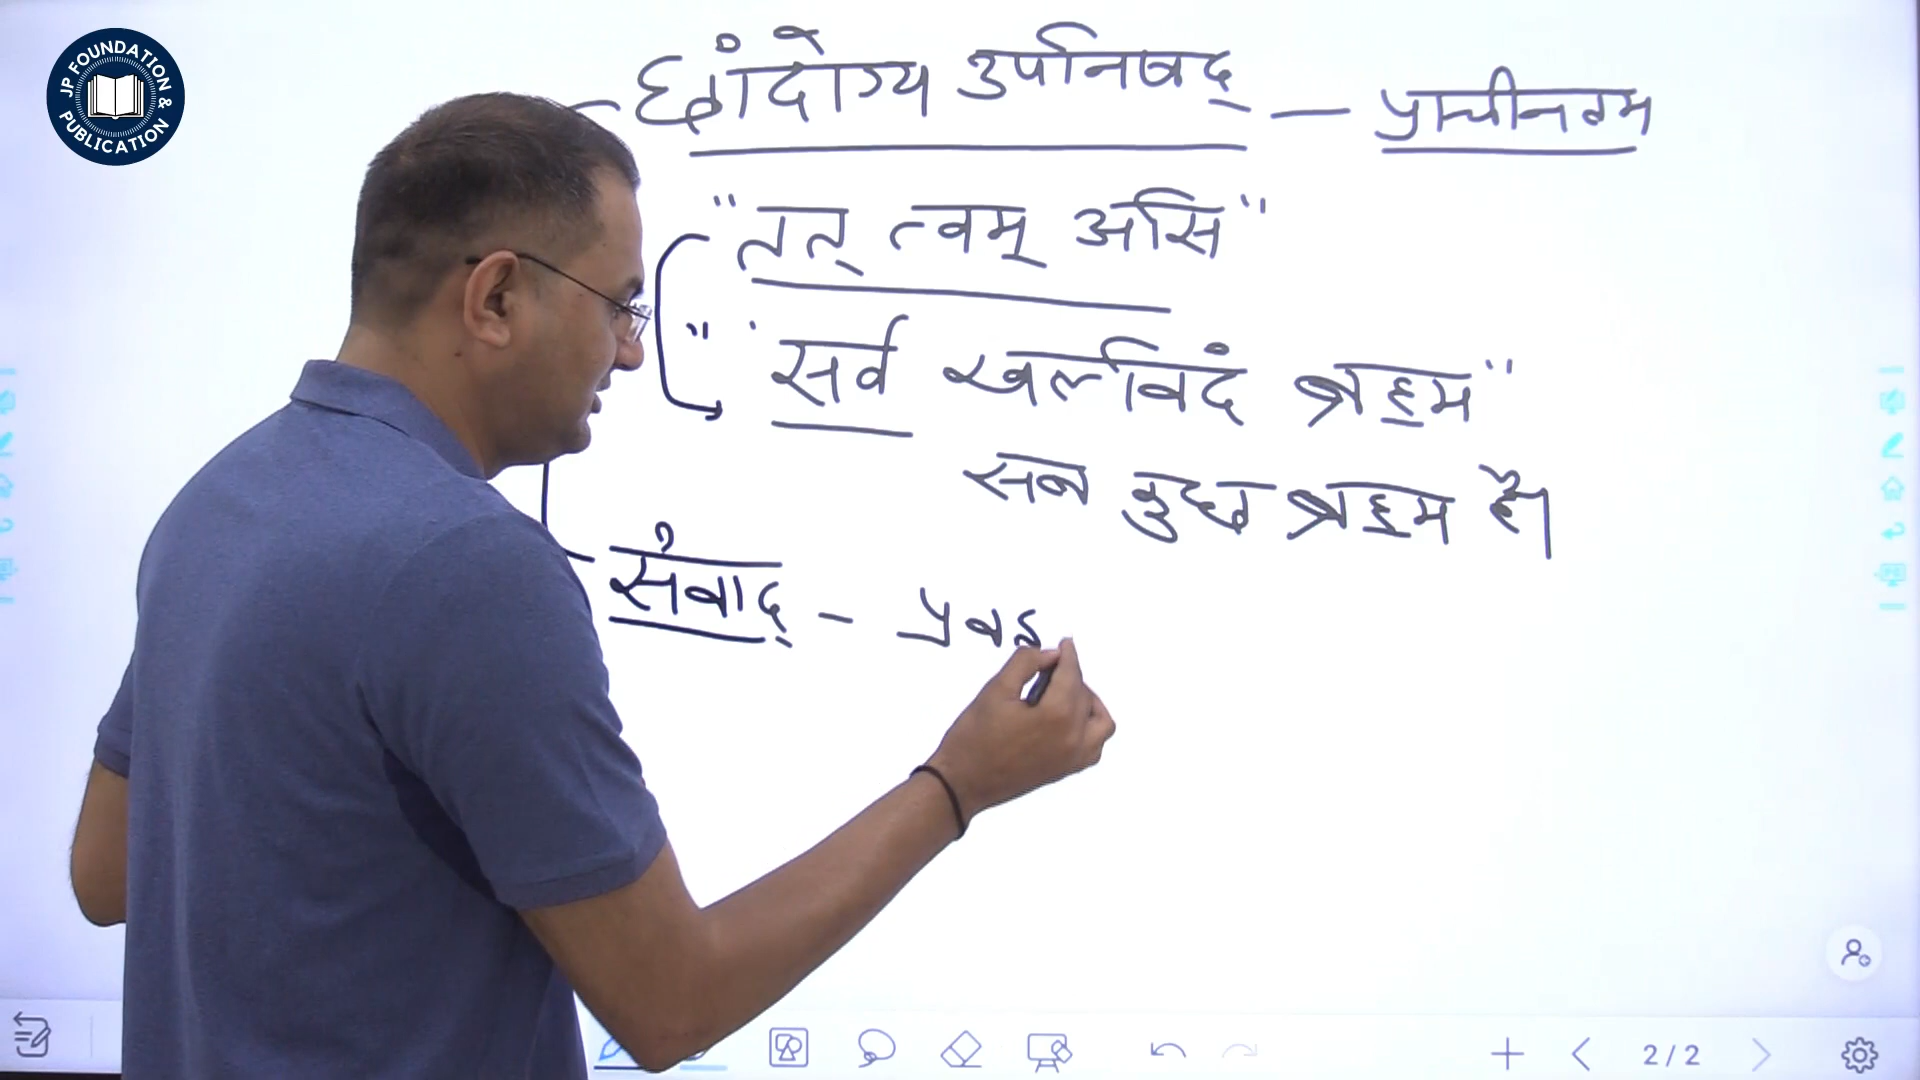 JP FOUNDATION & PUBLICATION
छांदोग्य उपनिषद् — प्राचीनतम
"तत् त्वम् असि"
"सर्व खल्विदं ब्रह्म"
सब कुछ ब्रह्म है।
संवाद् –
2/2